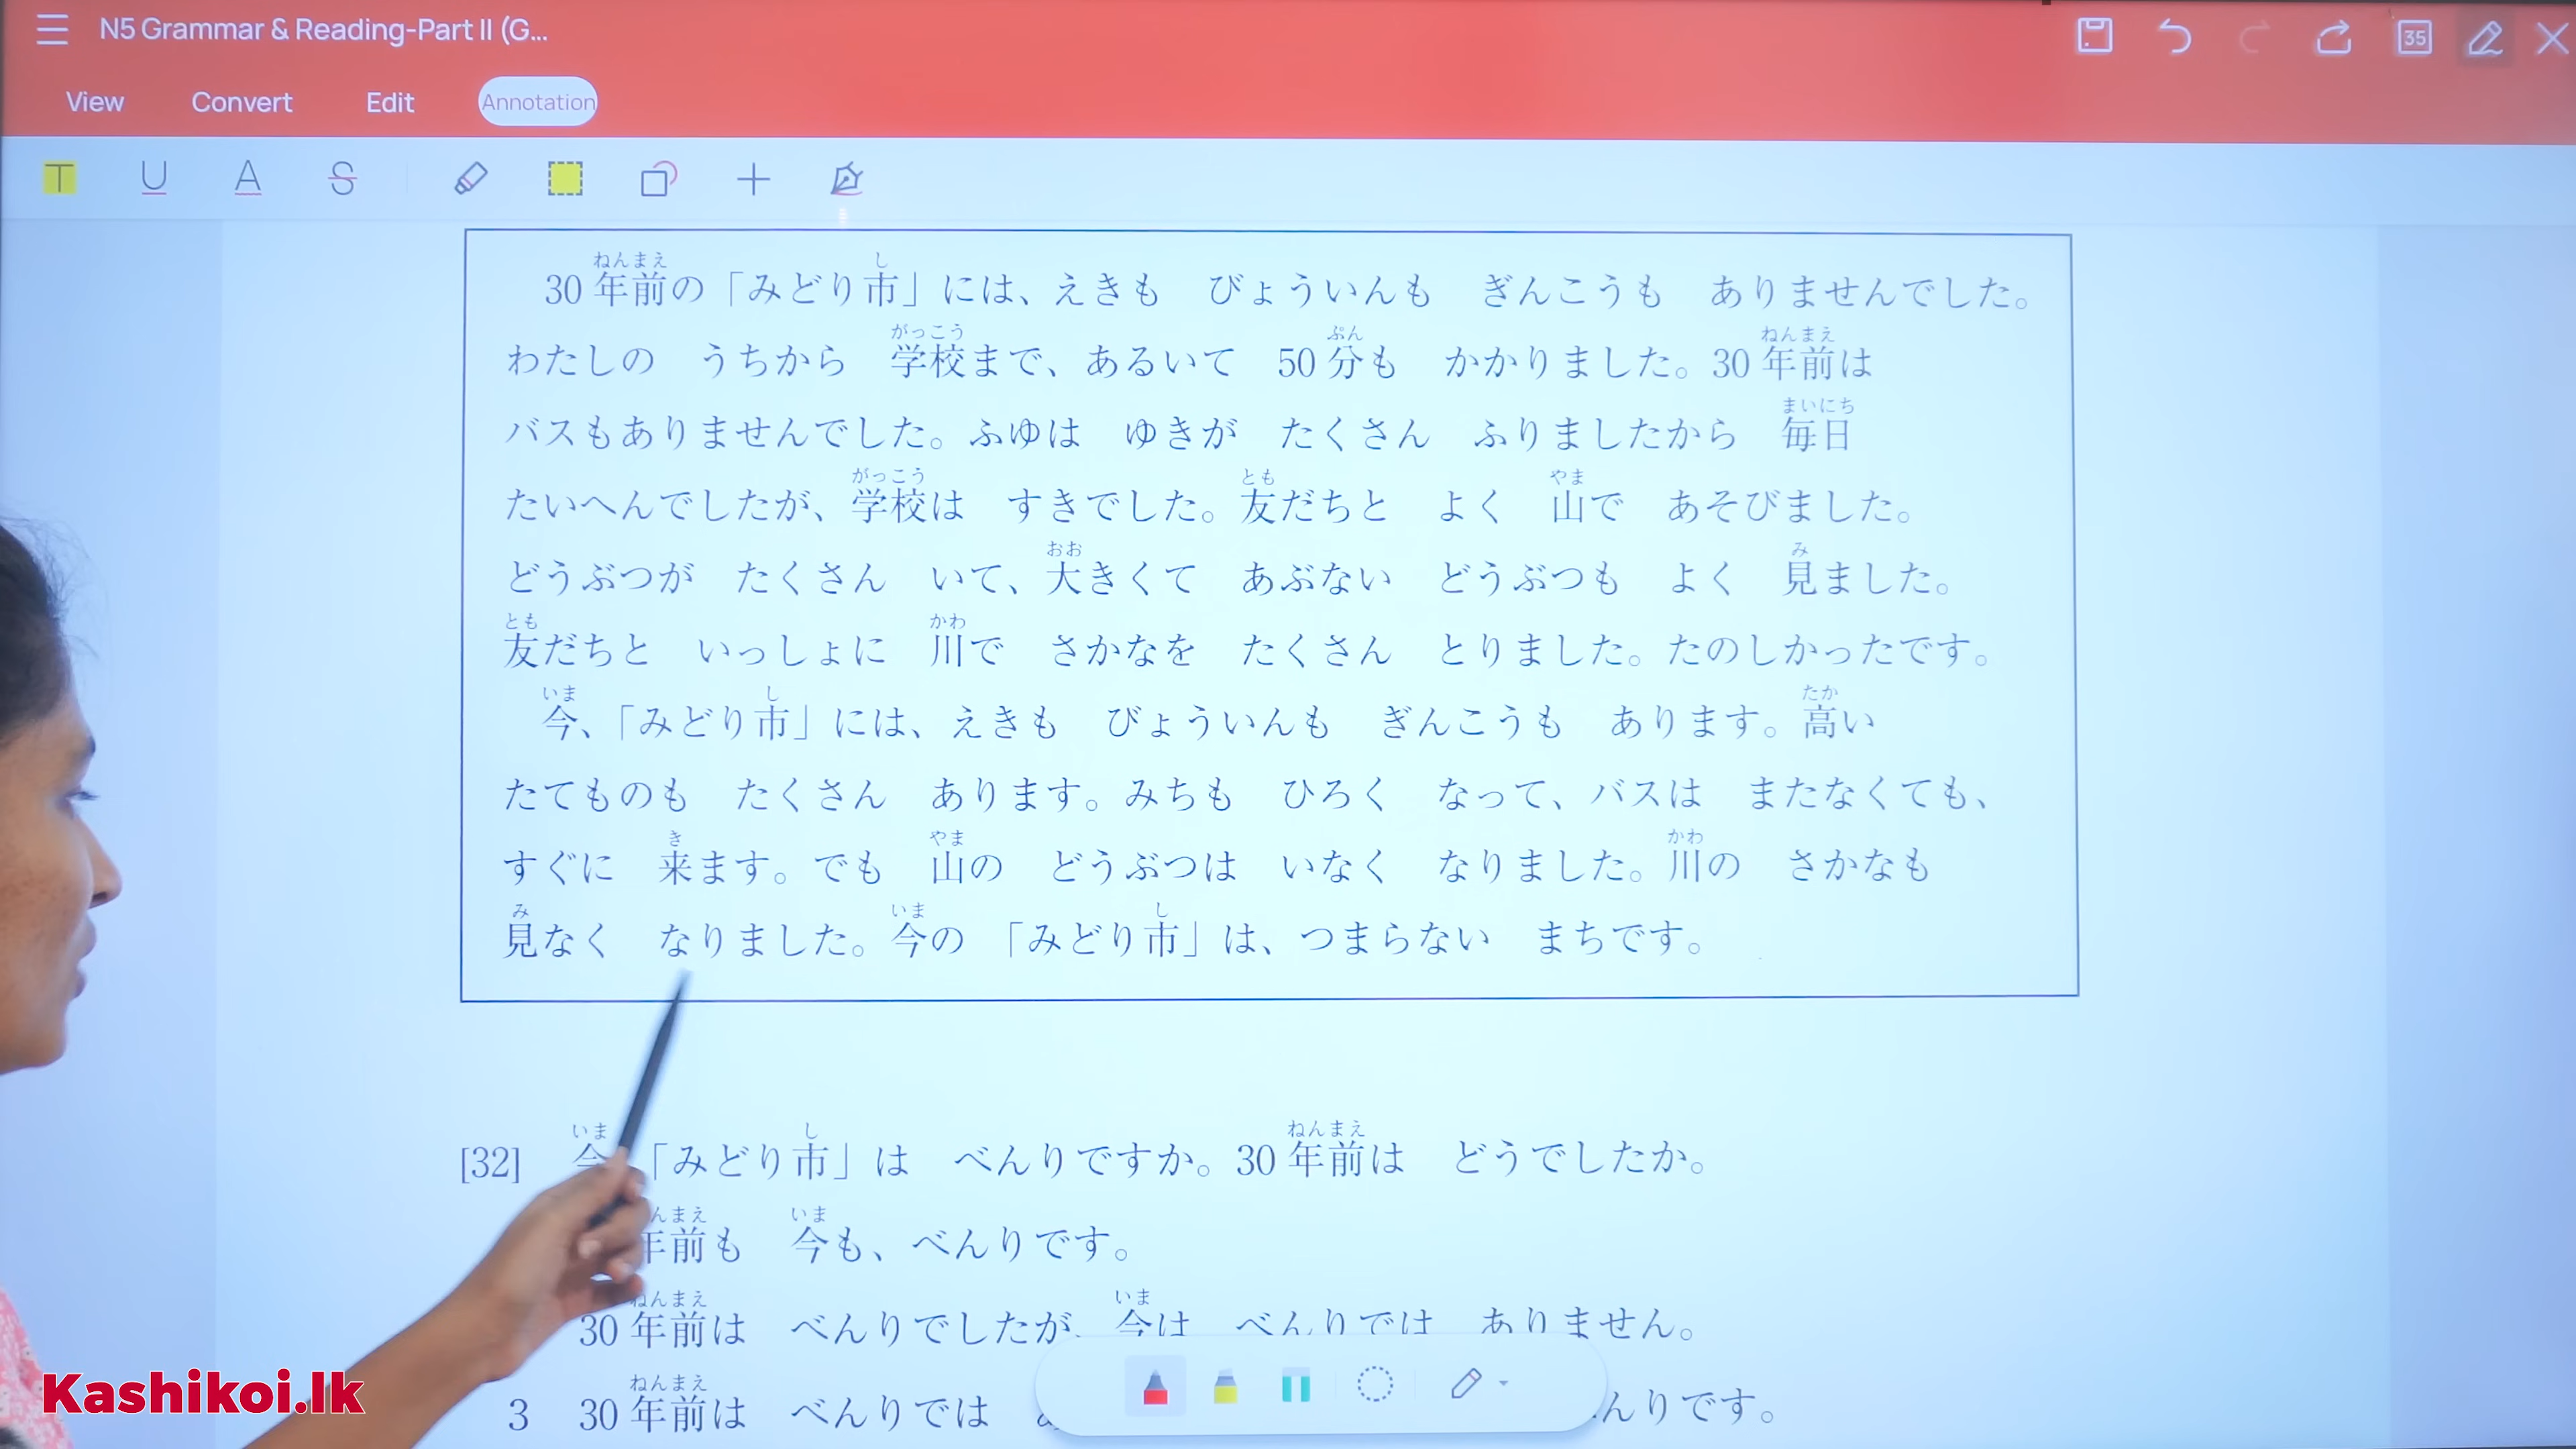 N5 Grammar & Reading-Part II (G...
35
View Convert Edit Annotation
T U A S
30年前の「みどり市」には、えきも びょういんも ぎんこうも ありませんでした。
わたしの うちから 学校まで、あるいて 50分も かかりました。30年前は
バスもありませんでした。ふゆは ゆきが たくさん ふりましたから 毎日
たいへんでしたが、学校は すきでした。友だちと よく 山で あそびました。
どうぶつが たくさん いて、大きくて あぶない どうぶつも よく 見ました。
友だちと いっしょに 川で さかなを たくさん とりました。たのしかったです。
今、「みどり市」には、えきも びょういんも ぎんこうも あります。高い
たてものも たくさん あります。みちも ひろく なって、バスは またなくても、
すぐに 来ます。でも 山の どうぶつは いなく なりました。川の さかなも
見なく なりました。今の 「みどり市」は、つまらない まちです。
[32] 今 「みどり市」は べんりですか。30年前は どうでしたか。
年前も 今も、べんりです。
30年前は べんりでしたが、今は べんりでは ありません。
3 30年前は べんりでは んりです。
Kashikoi.lk